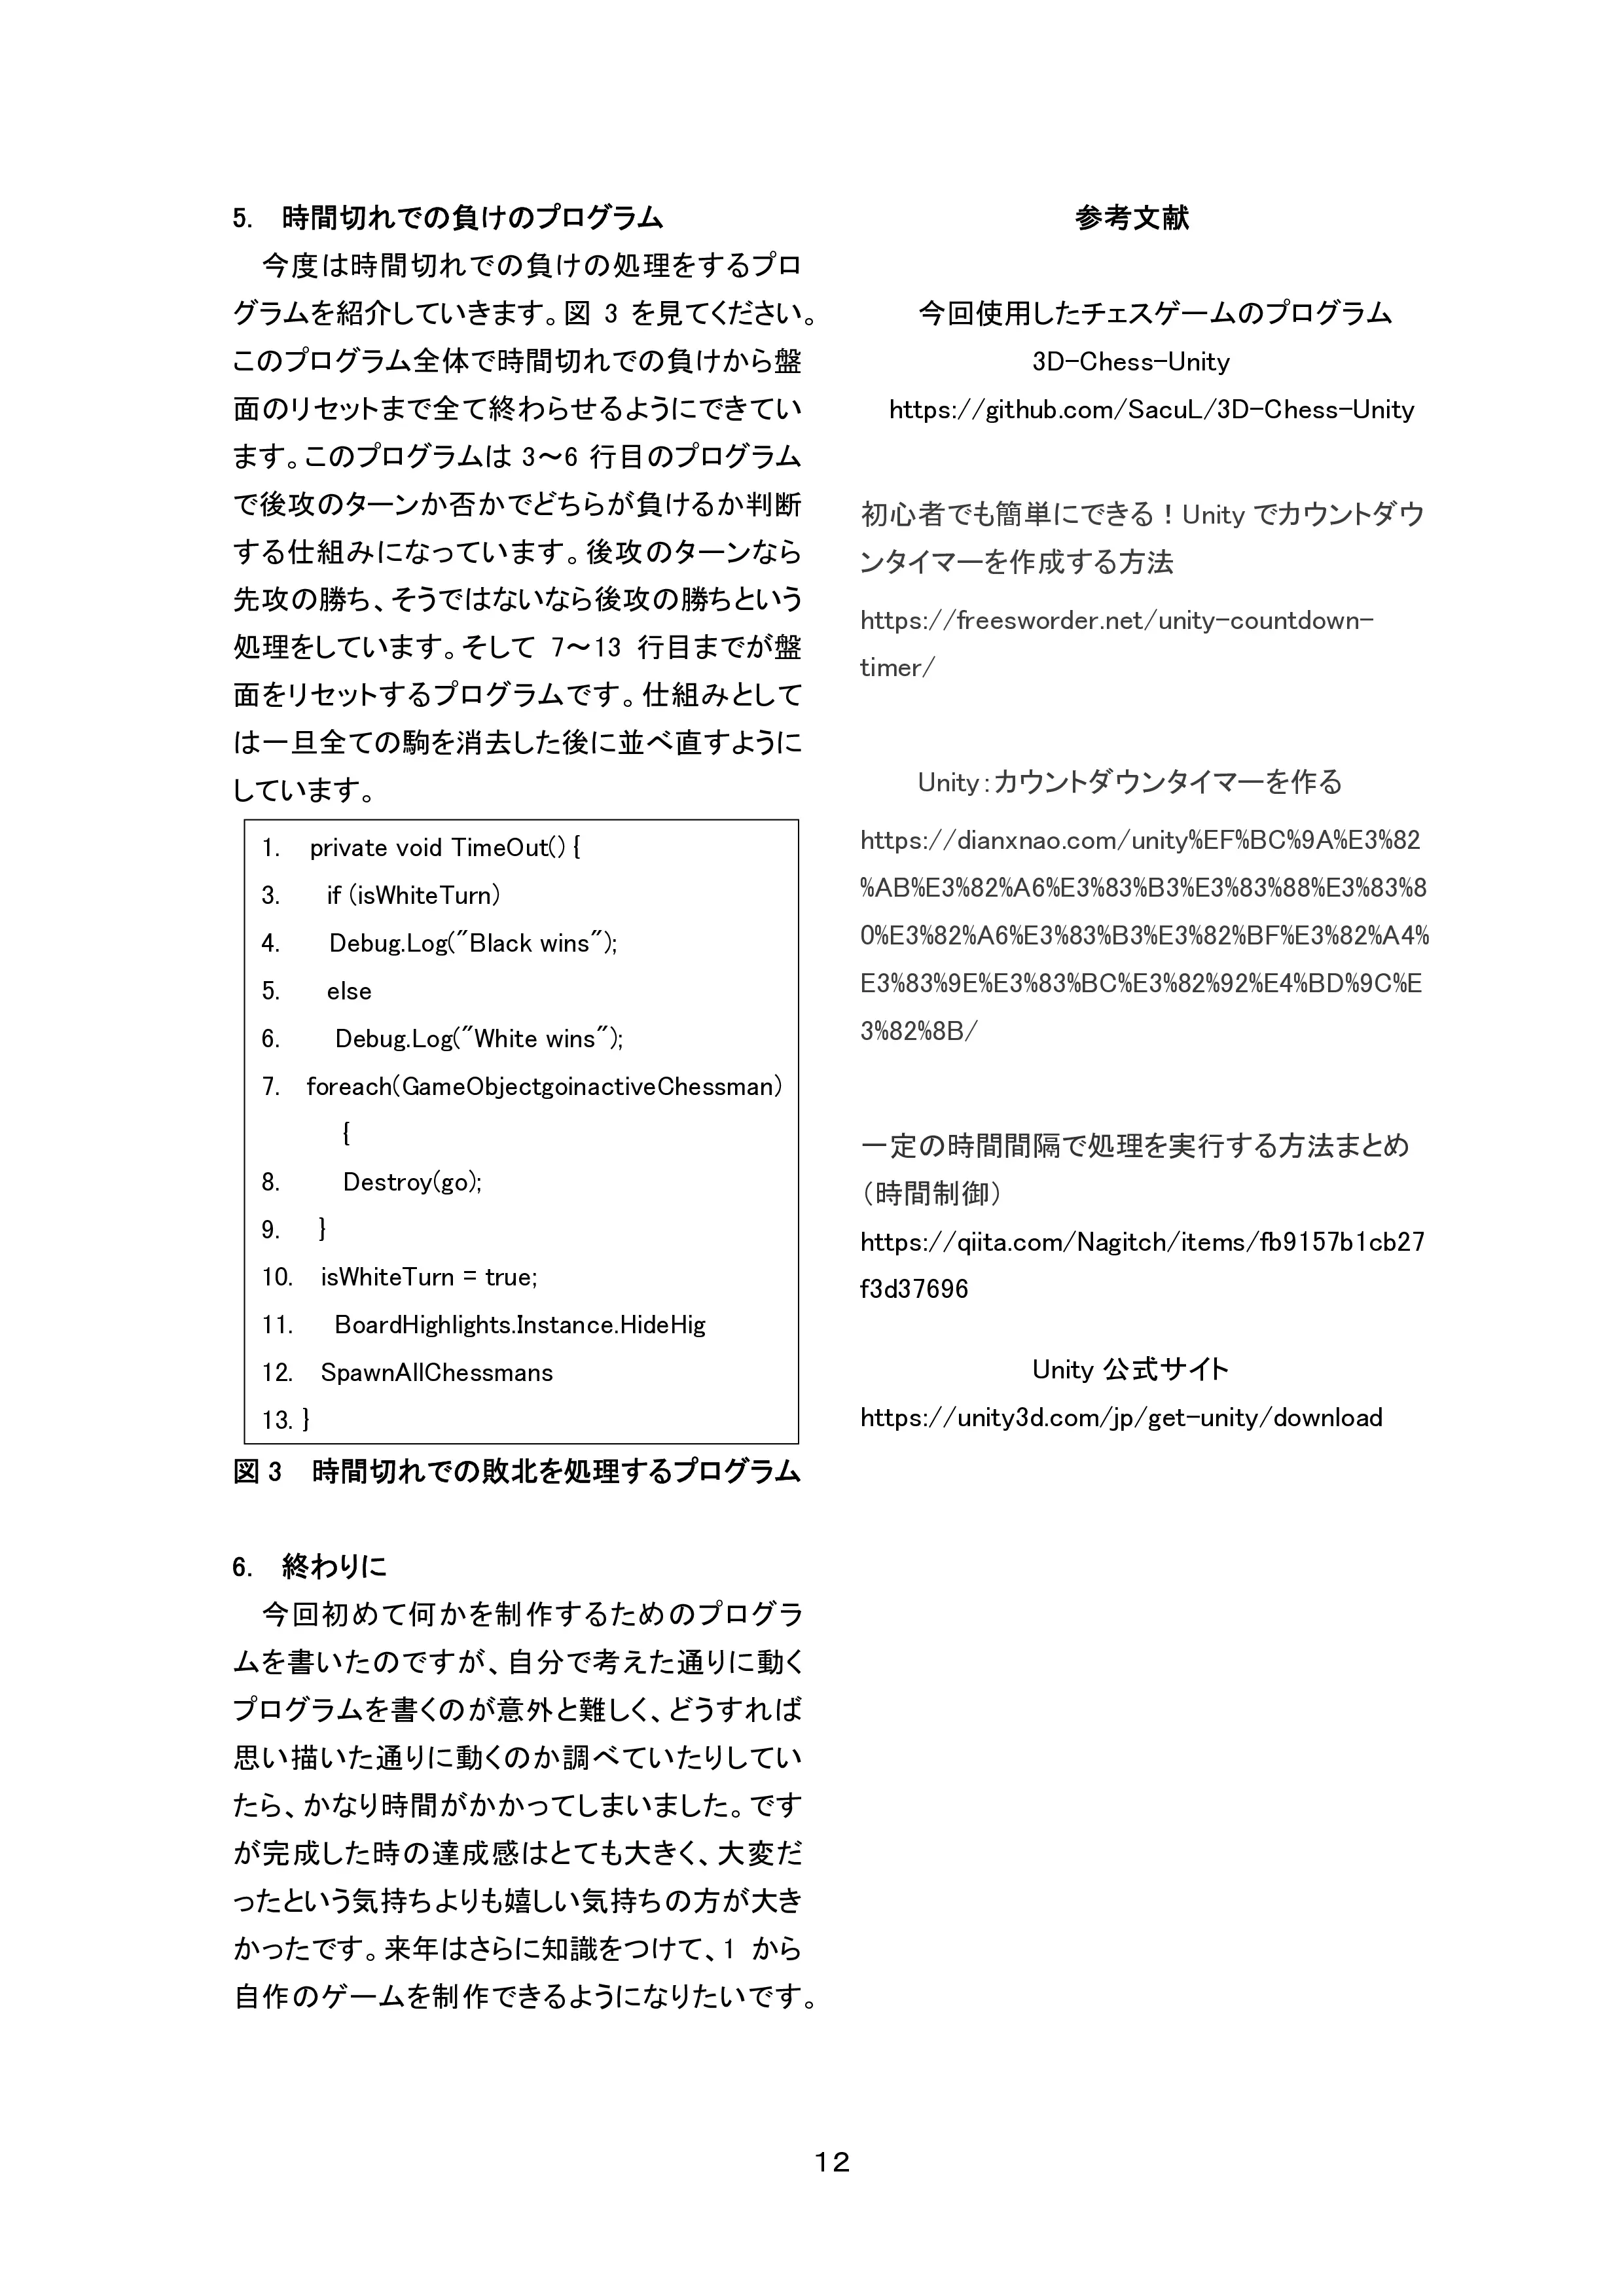 5.　時間切れでの負けのプログラム
　今度は時間切れでの負けの処理をするプロ
グラムを紹介していきます。図 3 を見てください。
このプログラム全体で時間切れでの負けから盤
面のリセットまで全て終わらせるようにできてい
ます。このプログラムは 3～6 行目のプログラム
で後攻のターンか否かでどちらが負けるか判断
する仕組みになっています。後攻のターンなら
先攻の勝ち、そうではないなら後攻の勝ちという
処理をしています。そして 7～13 行目までが盤
面をリセットするプログラムです。仕組みとして
は一旦全ての駒を消去した後に並べ直すように
しています。
1.　private void TimeOut() {
3.　 if (isWhiteTurn)
4.　 Debug.Log("Black wins");
5.　 else
6.　 Debug.Log("White wins");
7.　foreach(GameObjectgoinactiveChessman)
{
8.　 Destroy(go);
9.　 }
10.　isWhiteTurn = true;
11.　 BoardHighlights.Instance.HideHig
12.　SpawnAllChessmans
13. }
図 3　時間切れでの敗北を処理するプログラム
6.　終わりに
　今回初めて何かを制作するためのプログラ
ムを書いたのですが、自分で考えた通りに動く
プログラムを書くのが意外と難しく、どうすれば
思い描いた通りに動くのか調べていたりしてい
たら、かなり時間がかかってしまいました。です
が完成した時の達成感はとても大きく、大変だ
ったという気持ちよりも嬉しい気持ちの方が大き
かったです。来年はさらに知識をつけて、1 から
自作のゲームを制作できるようになりたいです。
参考文献
今回使用したチェスゲームのプログラム
3D-Chess-Unity
https://github.com/SacuL/3D-Chess-Unity
初心者でも簡単にできる！Unity でカウントダウ
ンタイマーを作成する方法
https://freesworder.net/unity-countdown-
timer/
Unity:カウントダウンタイマーを作る
https://dianxnao.com/unity%EF%BC%9A%E3%82
%AB%E3%82%A6%E3%83%B3%E3%83%88%E3%83%8
0%E3%82%A6%E3%83%B3%E3%82%BF%E3%82%A4%
E3%83%9E%E3%83%BC%E3%82%92%E4%BD%9C%E
3%82%8B/
一定の時間間隔で処理を実行する方法まとめ
（時間制御）
https://qiita.com/Nagitch/items/fb9157b1cb27
f3d37696
Unity 公式サイト
https://unity3d.com/jp/get-unity/download
12